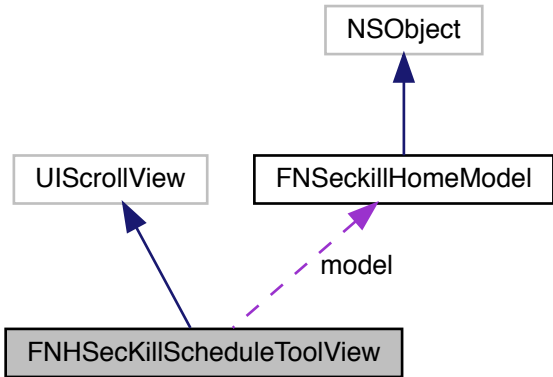 NSObject
UIScrollView
FNSeckillHomeModel
model
FNHSecKillScheduleToolView